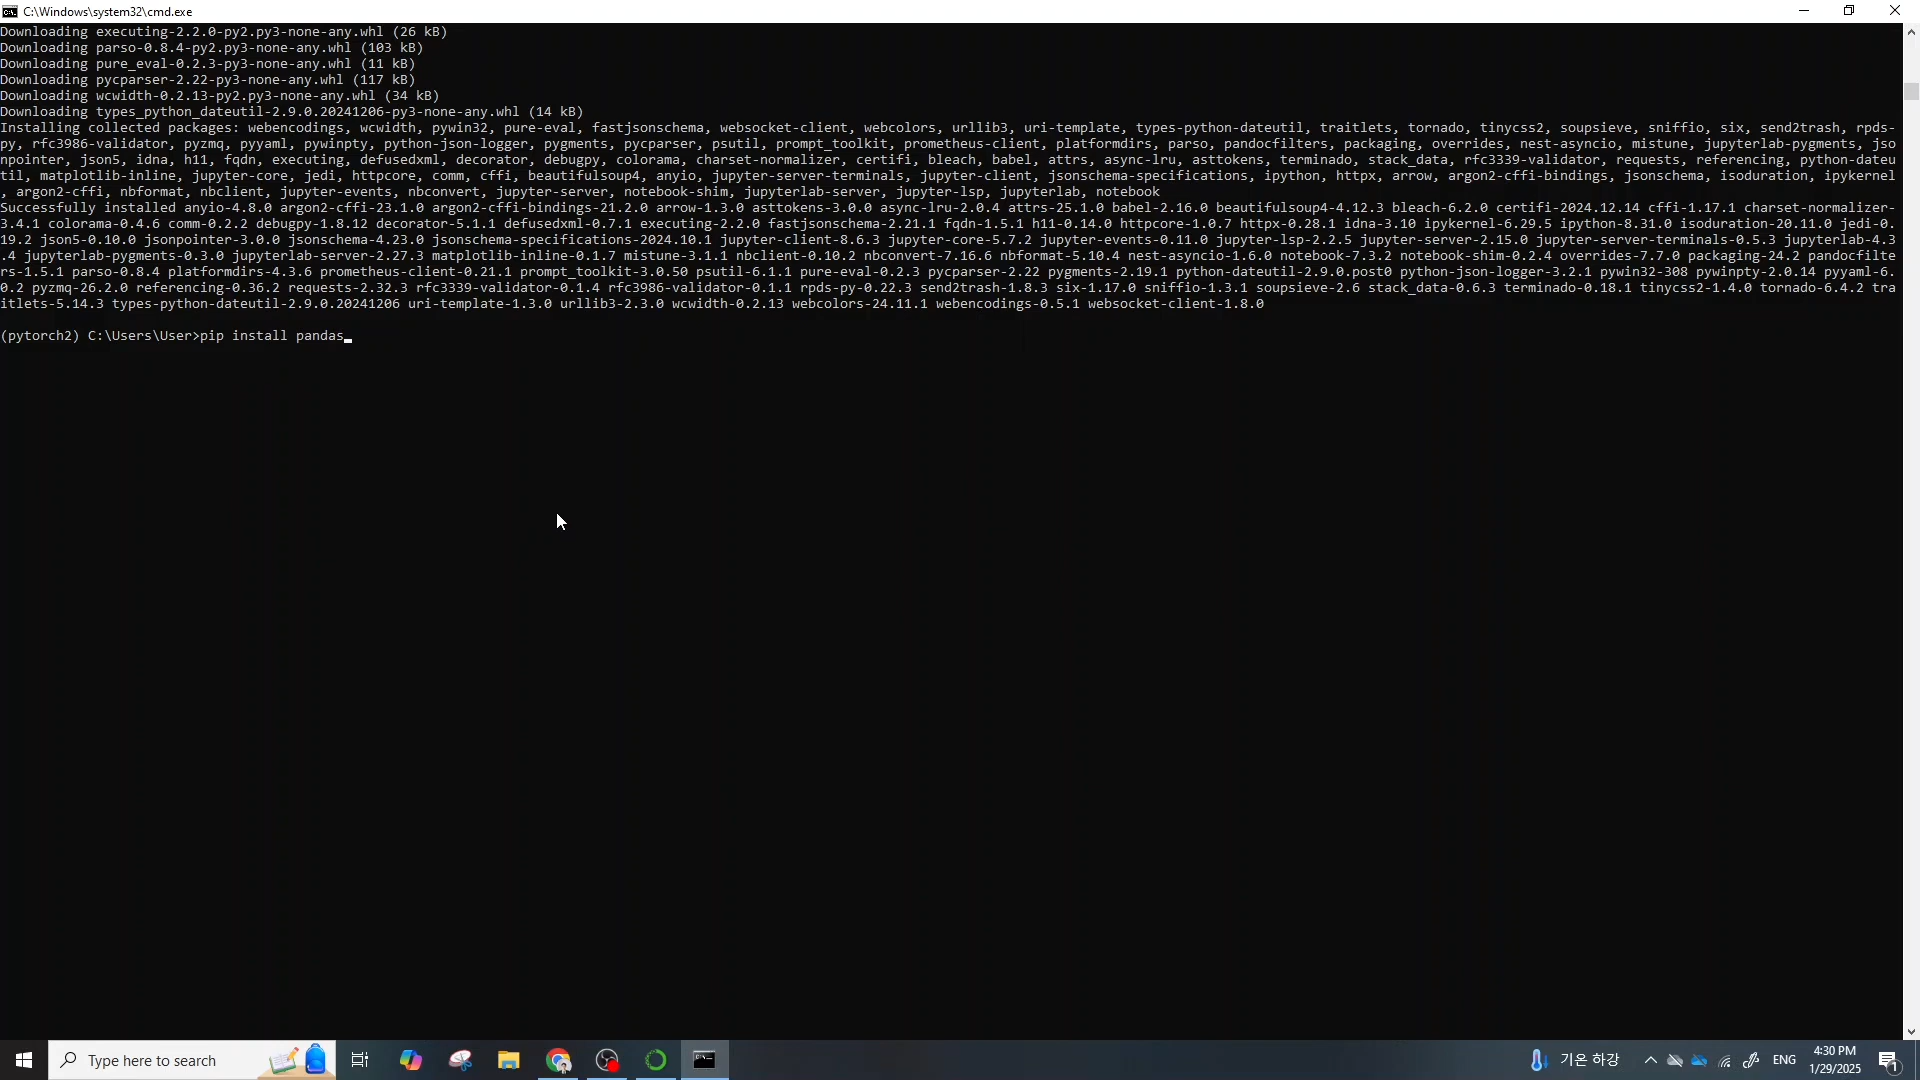 C:\Windows\system32\cmd.exe
Downloading executing-2.2.0-py2.py3-none-any.whl (26 kB)
Downloading parso-0.8.4-py2.py3-none-any.whl (103 kB)
Downloading pure_eval-0.2.3-py3-none-any.whl (11 kB)
Downloading pycparser-2.22-py3-none-any.whl (117 kB)
Downloading wcwidth-0.2.13-py2.py3-none-any.whl (34 kB)
Downloading types_python_dateutil-2.9.0.20241206-py3-none-any.whl (14 kB)
Installing collected packages: webencodings, wcwidth, pywin32, pure-eval, fastjsonschema, websocket-client, webcolors, urllib3, uri-template, types-python-dateutil, traitlets, tornado, tinycss2, soupsieve, sniffio, six, send2trash, rpds-
py, rfc3986-validator, pyzmq, pyyaml, pywinpty, python-json-logger, pygments, pycparser, psutil, prompt_toolkit, prometheus-client, platformdirs, parso, pandocfilters, packaging, overrides, nest-asyncio, mistune, jupyterlab-pygments, jso
npointer, json5, idna, h11, fqdn, executing, defusedxml, decorator, debugpy, colorama, charset-normalizer, certifi, bleach, babel, attrs, async-lru, asttokens, terminado, stack_data, rfc3339-validator, requests, referencing, python-dateu
til, matplotlib-inline, jupyter-core, jedi, httpcore, comm, cffi, beautifulsoup4, anyio, jupyter-server-terminals, jupyter-client, jsonschema-specifications, ipython, httpx, arrow, argon2-cffi-bindings, jsonschema, isoduration, ipykernel
, argon2-cffi, nbformat, nbclient, jupyter-events, nbconvert, jupyter-server, notebook-shim, jupyterlab-server, jupyter-lsp, jupyterlab, notebook
Successfully installed anyio-4.8.0 argon2-cffi-23.1.0 argon2-cffi-bindings-21.2.0 arrow-1.3.0 asttokens-3.0.0 async-lru-2.0.4 attrs-25.1.0 babel-2.16.0 beautifulsoup4-4.12.3 bleach-6.2.0 certifi-2024.12.14 cffi-1.17.1 charset-normalizer-
3.4.1 colorama-0.4.6 comm-0.2.2 debugpy-1.8.12 decorator-5.1.1 defusedxml-0.7.1 executing-2.2.0 fastjsonschema-2.21.1 fqdn-1.5.1 h11-0.14.0 httpcore-1.0.7 httpx-0.28.1 idna-3.10 ipykernel-6.29.5 ipython-8.31.0 isoduration-20.11.0 jedi-0.
19.2 json5-0.10.0 jsonpointer-3.0.0 jsonschema-4.23.0 jsonschema-specifications-2024.10.1 jupyter-client-8.6.3 jupyter-core-5.7.2 jupyter-events-0.11.0 jupyter-lsp-2.2.5 jupyter-server-2.15.0 jupyter-server-terminals-0.5.3 jupyterlab-4.3
.4 jupyterlab-pygments-0.3.0 jupyterlab-server-2.27.3 matplotlib-inline-0.1.7 mistune-3.1.1 nbclient-0.10.2 nbconvert-7.16.6 nbformat-5.10.4 nest-asyncio-1.6.0 notebook-7.3.2 notebook-shim-0.2.4 overrides-7.7.0 packaging-24.2 pandocfilte
rs-1.5.1 parso-0.8.4 platformdirs-4.3.6 prometheus-client-0.21.1 prompt_toolkit-3.0.50 psutil-6.1.1 pure-eval-0.2.3 pycparser-2.22 pygments-2.19.1 python-dateutil-2.9.0.post0 python-json-logger-3.2.1 pywin32-308 pywinpty-2.0.14 pyyaml-6.
0.2 pyzmq-26.2.0 referencing-0.36.2 requests-2.32.3 rfc3339-validator-0.1.4 rfc3986-validator-0.1.1 rpds-py-0.22.3 send2trash-1.8.3 six-1.17.0 sniffio-1.3.1 soupsieve-2.6 stack_data-0.6.3 terminado-0.18.1 tinycss2-1.4.0 tornado-6.4.2 tra
itlets-5.14.3 types-python-dateutil-2.9.0.20241206 uri-template-1.3.0 urllib3-2.3.0 wcwidth-0.2.13 webcolors-24.11.1 webencodings-0.5.1 websocket-client-1.8.0
(pytorch2) C:\Users\User>pip install pandas
Type here to search
기온 하강
ENG
4:30 PM
1/29/2025
1